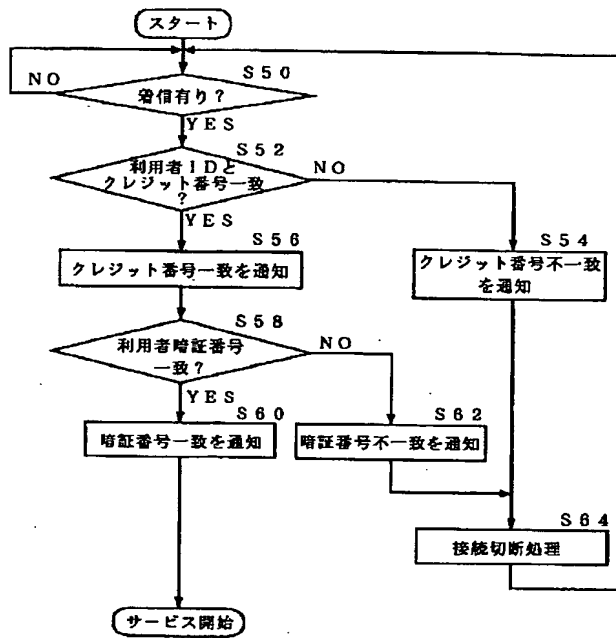 スタート
S50
NO
着信有り?
YES
S52
利用者IDと
クレジット番号一致
?
NO
YES
S56
クレジット番号一致を通知
S54
クレジット番号不一致
を通知
S58
利用者暗証番号
一致?
NO
YES
S60
暗証番号一致を通知
S62
暗証番号不一致を通知
S64
接続切断処理
サービス開始